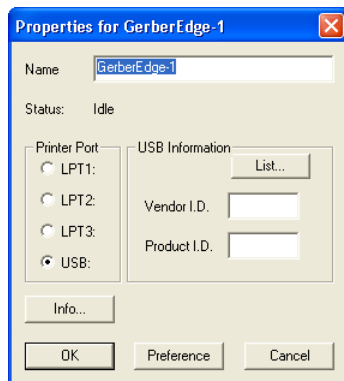 Properties for GerberEdge-1
Name GerberEdge-1
Status: Idle
Printer Port
LPT1:
LPT2:
LPT3:
USB:
USB Information
List...
Vendor I.D.
Product I.D.
Info...
OK Preference Cancel